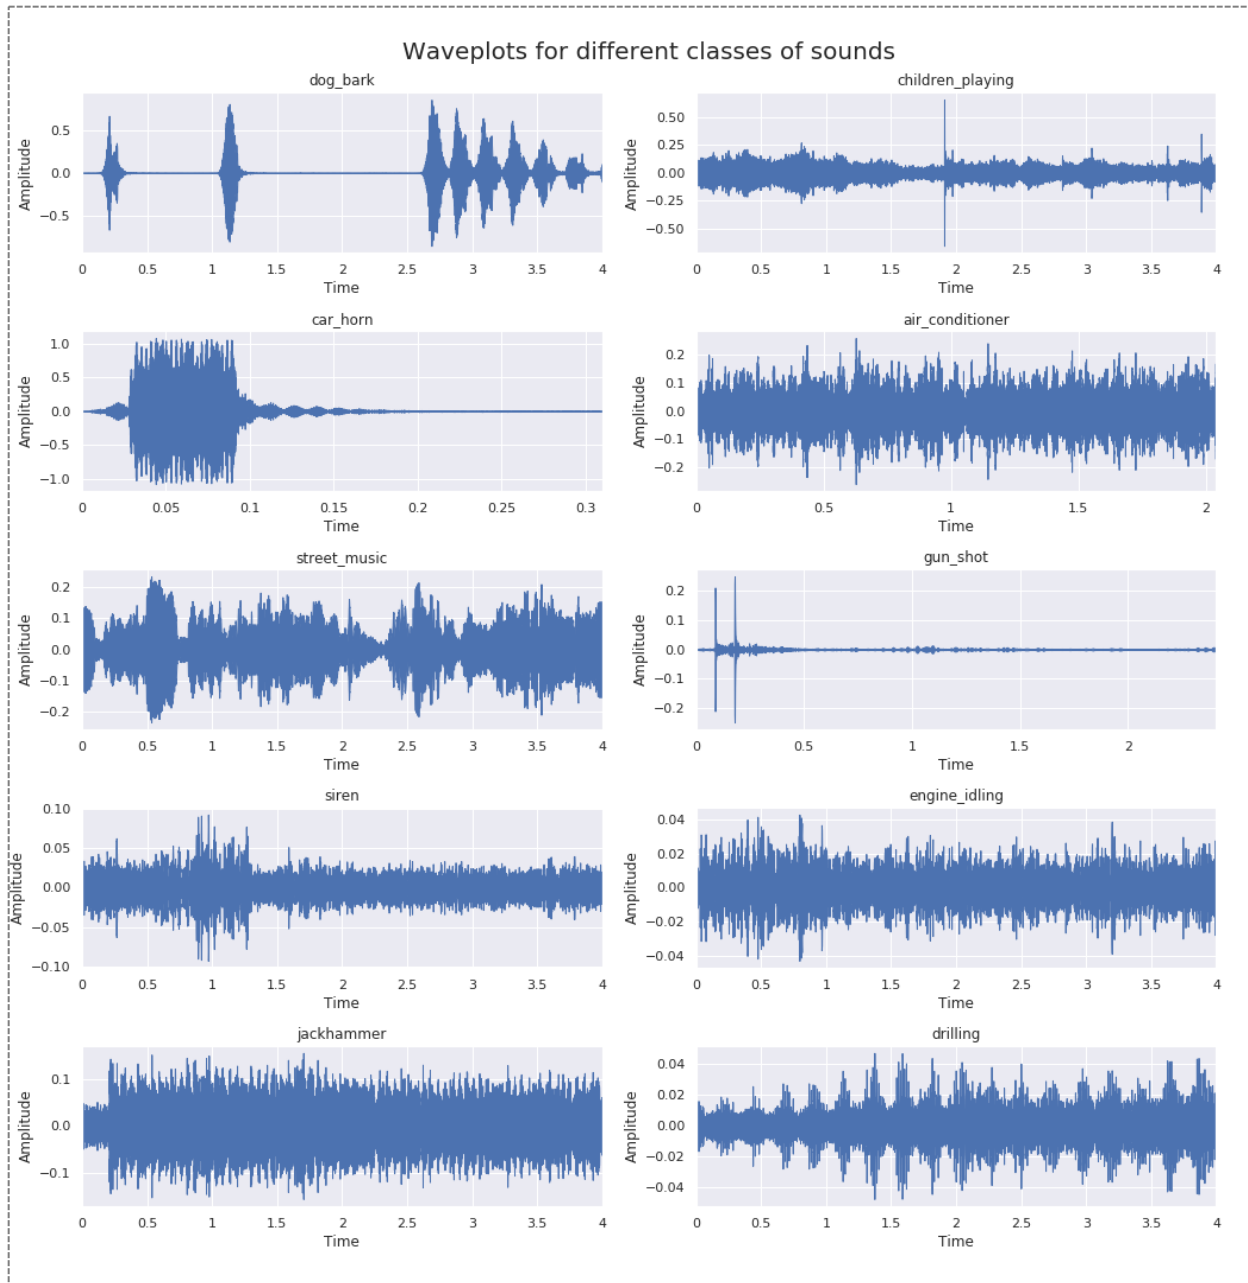 Waveplots for different classes of sounds
dog_bark
Amplitude
0.5
0.0
−0.5
0 0.5 1 1.5 2 2.5 3 3.5 4
Time
children_playing
Amplitude
0.50
0.25
0.00
−0.25
−0.50
0 0.5 1 1.5 2 2.5 3 3.5 4
Time
car_horn
Amplitude
1.0
0.5
0.0
−0.5
−1.0
0 0.05 0.1 0.15 0.2 0.25 0.3
Time
air_conditioner
Amplitude
0.2
0.1
0.0
−0.1
−0.2
0 0.5 1 1.5 2
Time
street_music
Amplitude
0.2
0.1
0.0
−0.1
−0.2
0 0.5 1 1.5 2 2.5 3 3.5 4
Time
gun_shot
Amplitude
0.2
0.1
0.0
−0.1
−0.2
0 0.5 1 1.5 2
Time
siren
Amplitude
0.10
0.05
0.00
−0.05
−0.10
0 0.5 1 1.5 2 2.5 3 3.5 4
Time
engine_idling
Amplitude
0.04
0.02
0.00
−0.02
−0.04
0 0.5 1 1.5 2 2.5 3 3.5 4
Time
jackhammer
Amplitude
0.1
0.0
−0.1
0 0.5 1 1.5 2 2.5 3 3.5 4
Time
drilling
Amplitude
0.04
0.02
0.00
−0.02
−0.04
0 0.5 1 1.5 2 2.5 3 3.5 4
Time